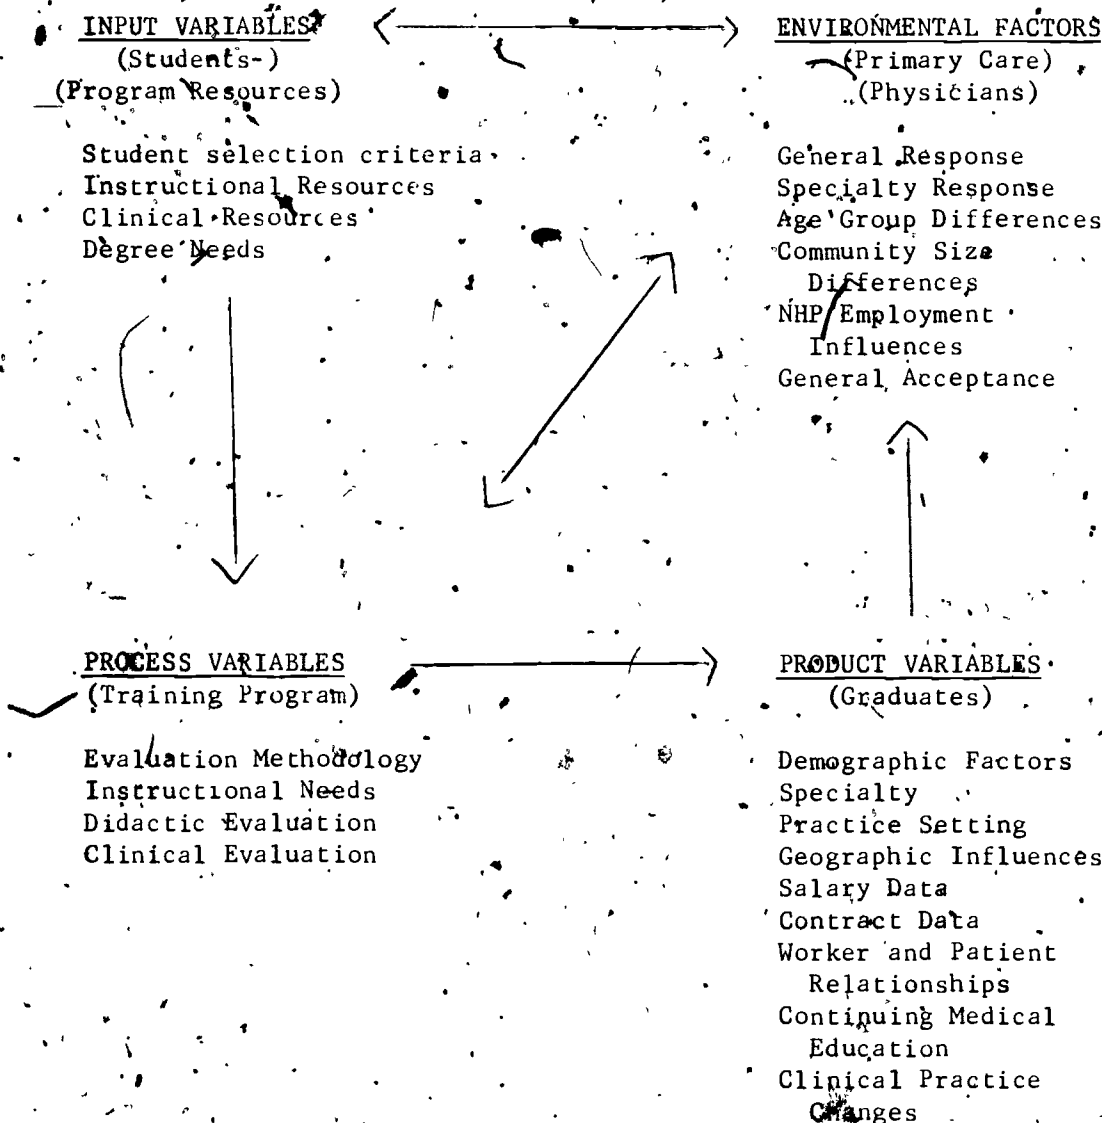 INPUT VARIABLES
(Students-)
(Program Resources)
Student selection criteria
Instructional Resources
Clinical Resources
Degree Needs
ENVIRONMENTAL FACTORS
(Primary Care)
(Physicians)
General Response
Specialty Response
Age Group Differences
Community Size
Differences
NHP Employment
Influences
General Acceptance
PROCESS VARIABLES
(Training Program)
Evaluation Methodology
Instructional Needs
Didactic Evaluation
Clinical Evaluation
PRODUCT VARIABLES
(Graduates)
Demographic Factors
Specialty
Practice Setting
Geographic Influences
Salary Data
Contract Data
Worker and Patient
Relationships
Continuing Medical
Education
Clinical Practice
Changes